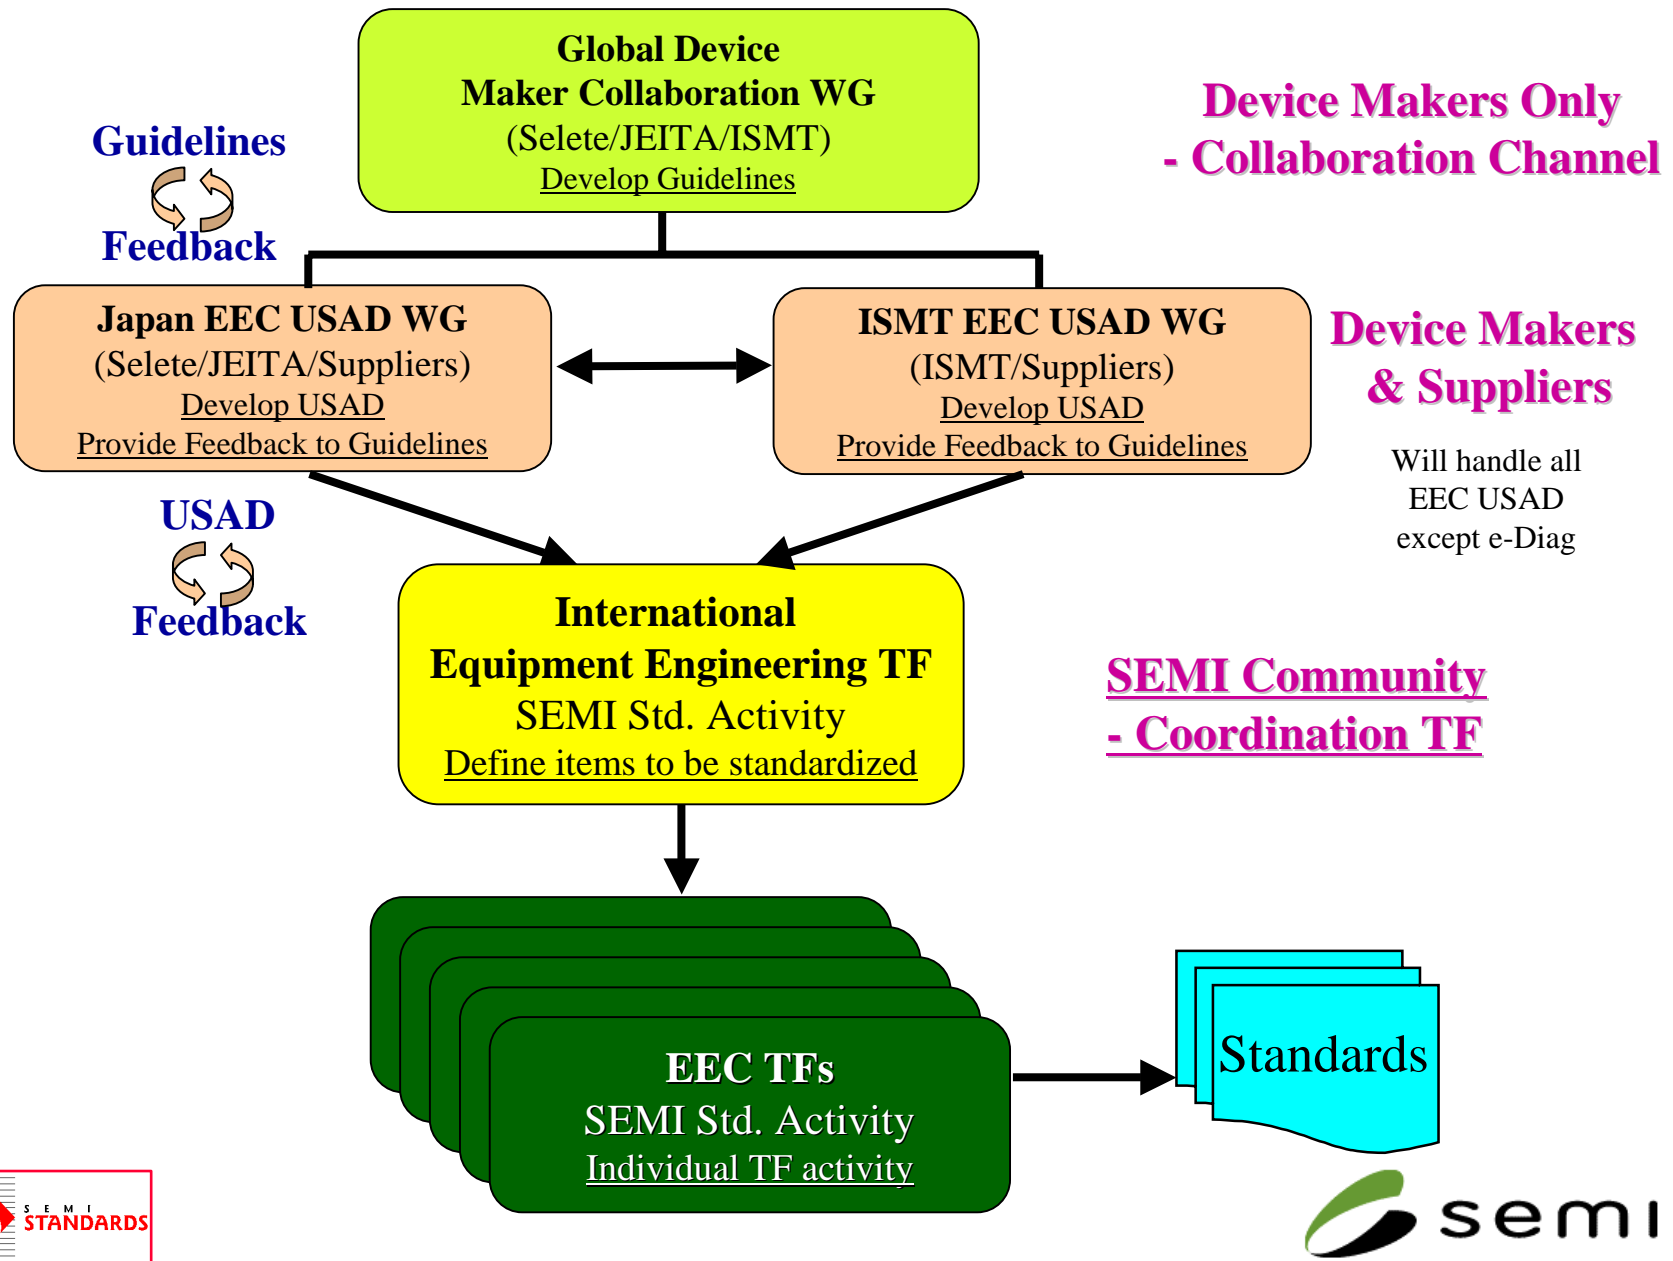 Global Device
Maker Collaboration WG
(Selete/JEITA/ISMT)
Develop Guidelines
Device Makers Only
- Collaboration Channel
Guidelines
Feedback
Japan EEC USAD WG
(Selete/JEITA/Suppliers)
Develop USAD
Provide Feedback to Guidelines
ISMT EEC USAD WG
(ISMT/Suppliers)
Develop USAD
Provide Feedback to Guidelines
Device Makers
& Suppliers
Will handle all
EEC USAD
except e-Diag
USAD
Feedback
International
Equipment Engineering TF
SEMI Std. Activity
Define items to be standardized
SEMI Community
- Coordination TF
EEC TFs
SEMI Std. Activity
Individual TF activity
Standards
SEMI
STANDARDS
semi